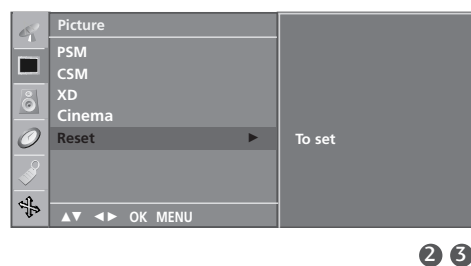 Picture
PSM
CSM
XD
Cinema
Reset ► To set
▲▼ ◄► OK MENU
2 3